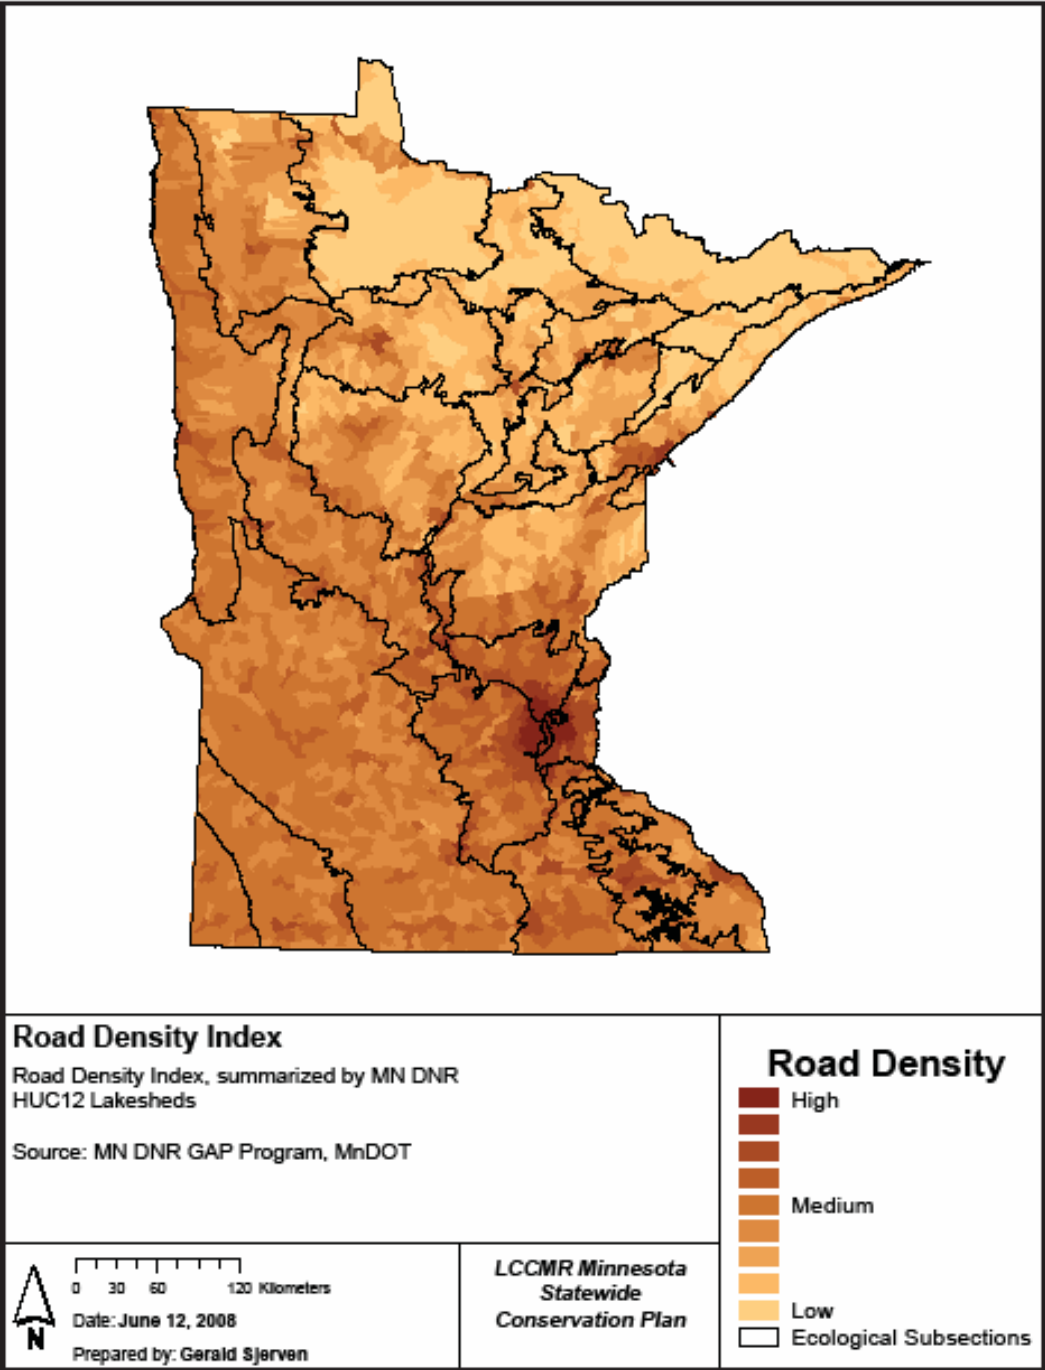 Road Density Index
Road Density Index, summarized by MN DNR
HUC12 Lakesheds
Source: MN DNR GAP Program, MnDOT
0 30 60 120 Kilometers
Date: June 12, 2008
Prepared by: Gerald Sjerven
N
LCCMR Minnesota
Statewide
Conservation Plan
Road Density
High
Medium
Low
Ecological Subsections